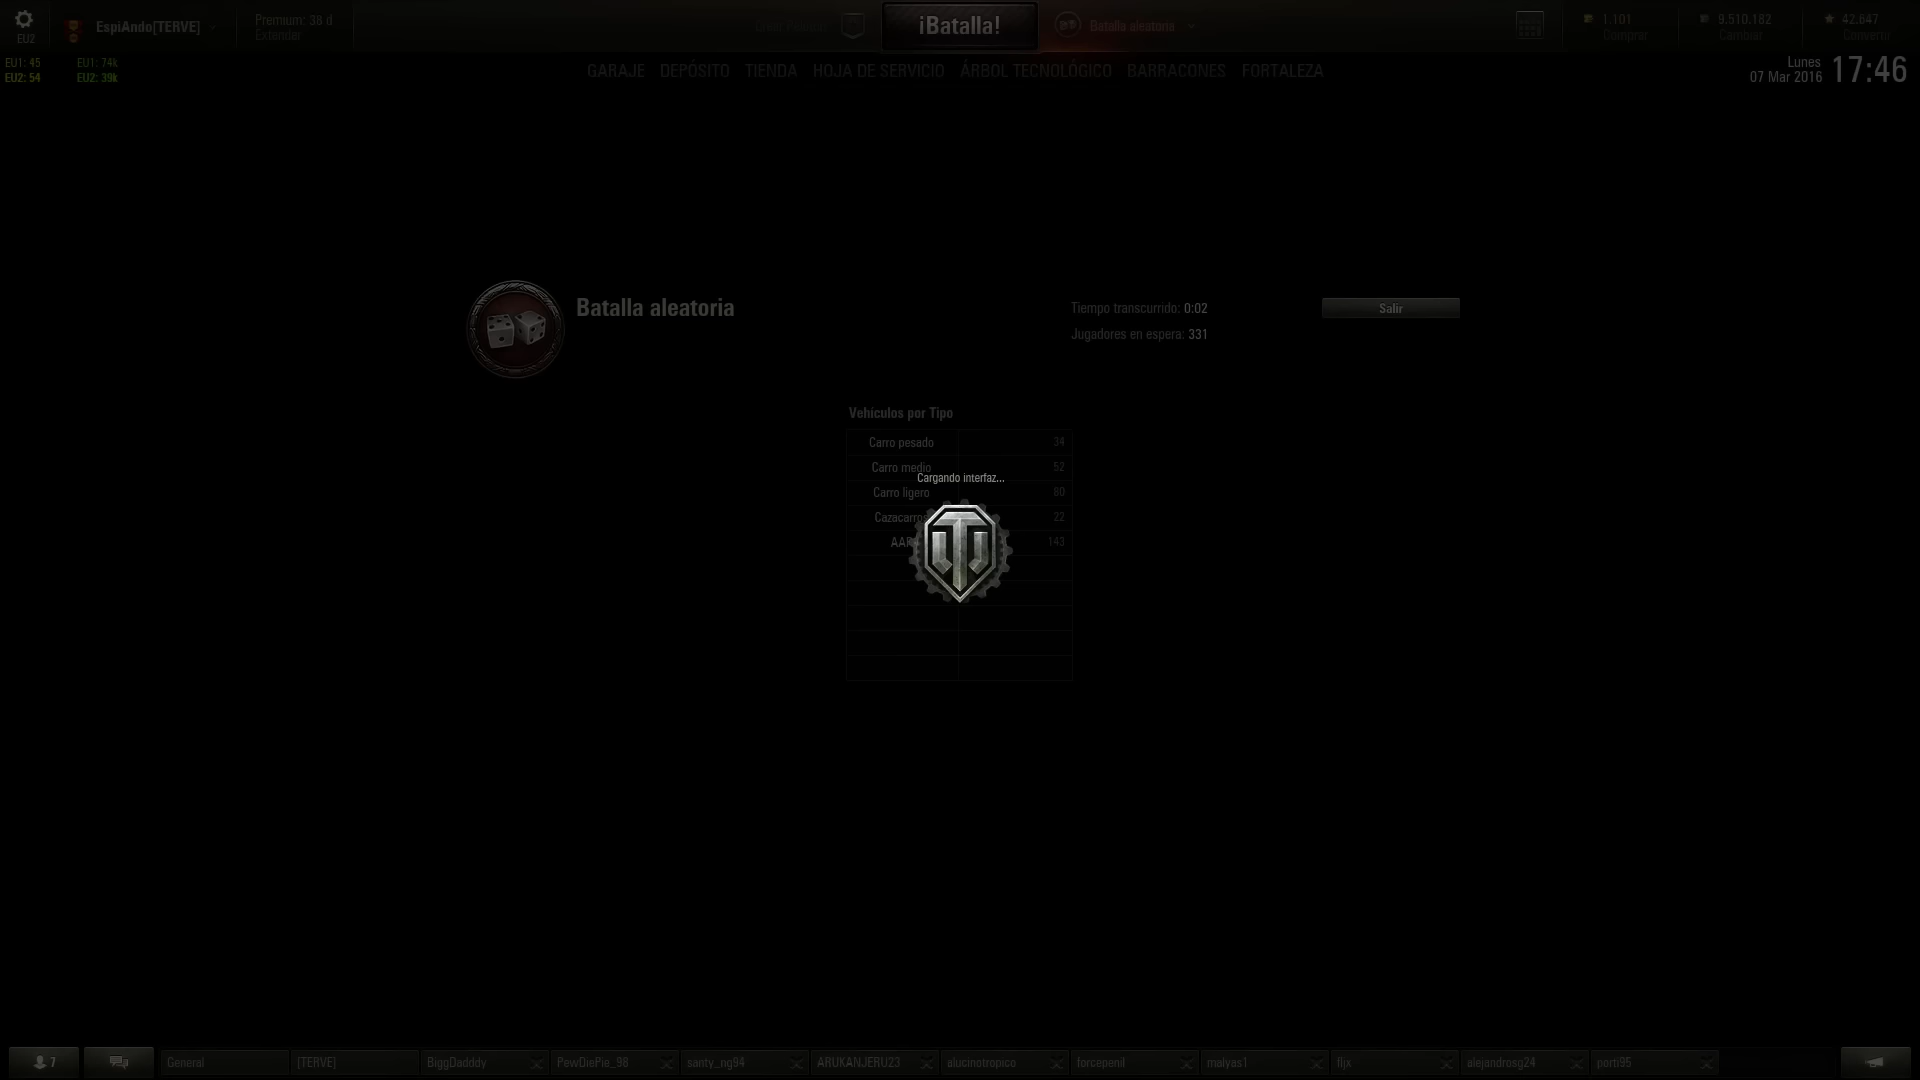 EU2
EspiAndo[TERVE]
Premium: 38 d
Extender
¡Batalla!
Batalla aleatoria
1.101
Comprar
9.510.182
Cambiar
42.647
Convertir
EU1: 45
EU1: 74k
EU2: 54
EU2: 39k
GARAJE DEPÓSITO TIENDA HOJA DE SERVICIO ÁRBOL TECNOLÓGICO BARRACONES FORTALEZA
Lunes
07 Mar 2016
17:46
Batalla aleatoria
Tiempo transcurrido: 0:02
Jugadores en espera: 331
Salir
Vehículos por Tipo
Carro pesado 34
Carro medio 52
Cargando interfaz...
Carro ligero 80
Cazacarro 22
143
7
General
[TERVE]
BiggDadddy
PewDiePie_98
santy_ng94
ARUKANJERU23
alucinotropico
forcepenil
malyas1
fljx
alejandrosg24
porti95